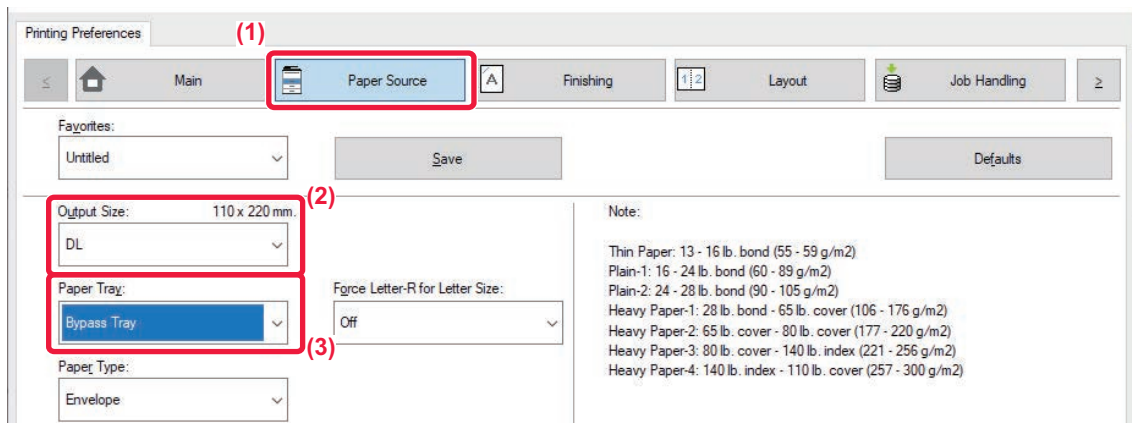 Printing Preferences
(1)
≤ Main Paper Source A Finishing 1 2 Layout Job Handling ≥
Favorites:
Untitled
Save
Defaults
(2)
Output Size: 110 x 220 mm.
DL
Paper Tray:
Bypass Tray
(3)
Force Letter-R for Letter Size:
Off
Paper Type:
Envelope
Note:
Thin Paper: 13 - 16 lb. bond (55 - 59 g/m2)
Plain-1: 16 - 24 lb. bond (60 - 89 g/m2)
Plain-2: 24 - 28 lb. bond (90 - 105 g/m2)
Heavy Paper-1: 28 lb. bond - 65 lb. cover (106 - 176 g/m2)
Heavy Paper-2: 65 lb. cover - 80 lb. cover (177 - 220 g/m2)
Heavy Paper-3: 80 lb. cover - 140 lb. index (221 - 256 g/m2)
Heavy Paper-4: 140 lb. index - 110 lb. cover (257 - 300 g/m2)